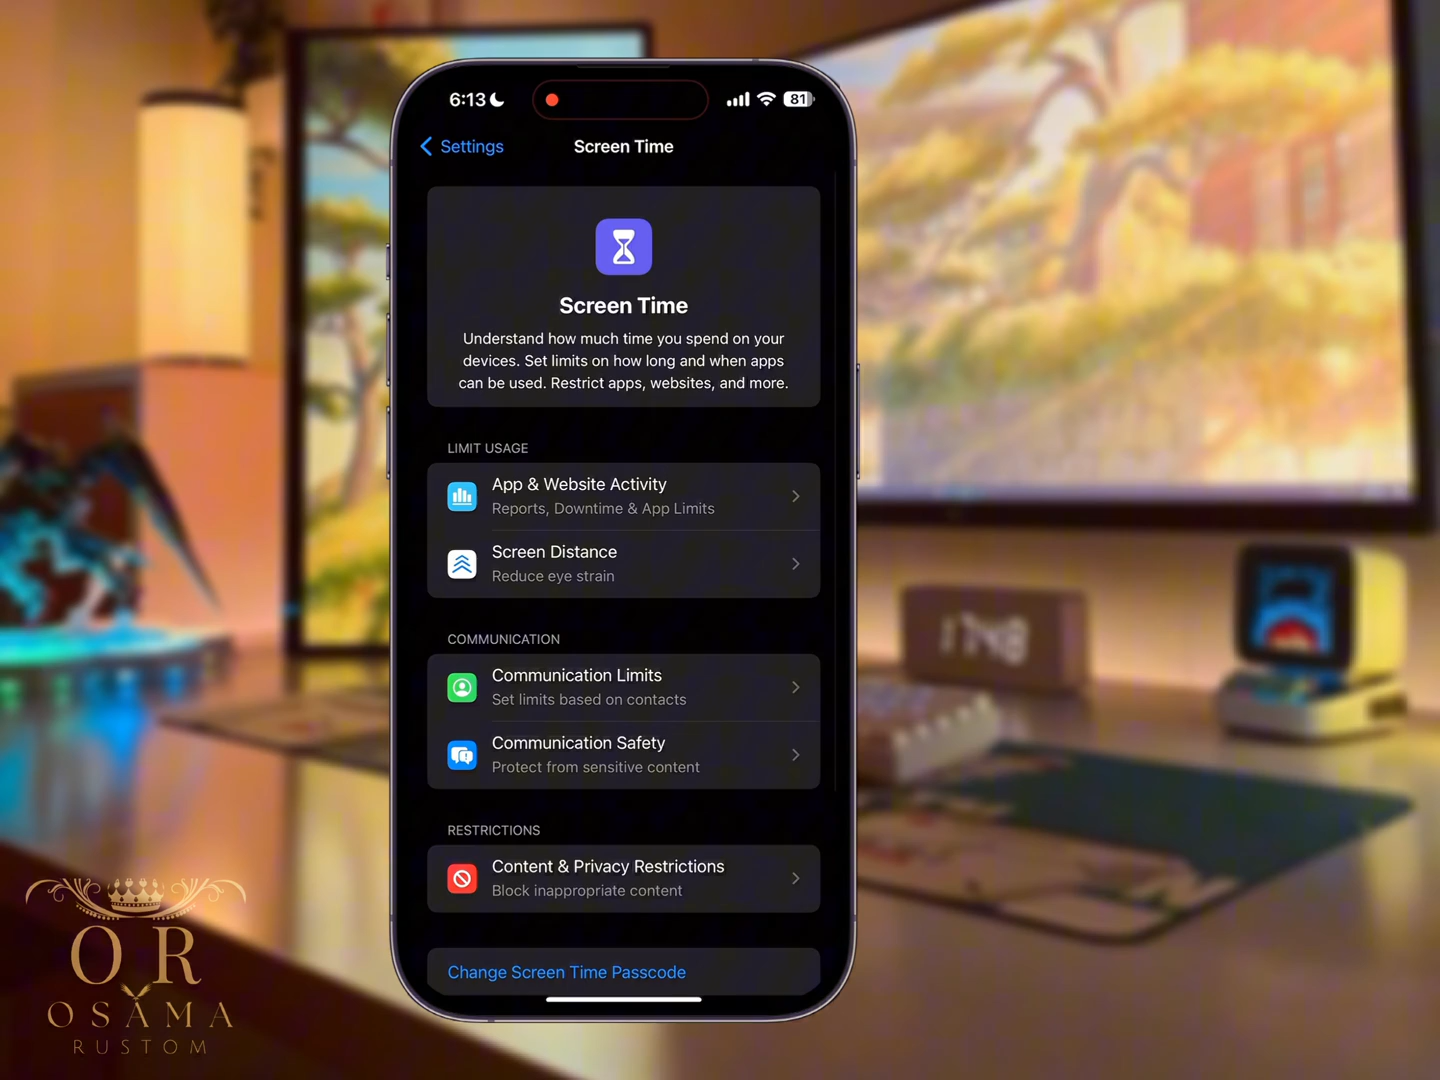 6:13
81
Settings
Screen Time
Screen Time
Understand how much time you spend on your
devices. Set limits on how long and when apps
can be used. Restrict apps, websites, and more.
LIMIT USAGE
App & Website Activity
Reports, Downtime & App Limits
Screen Distance
Reduce eye strain
COMMUNICATION
Communication Limits
Set limits based on contacts
Communication Safety
Protect from sensitive content
RESTRICTIONS
Content & Privacy Restrictions
Block inappropriate content
Change Screen Time Passcode
1748
OR
OSAMA
RUSTOM